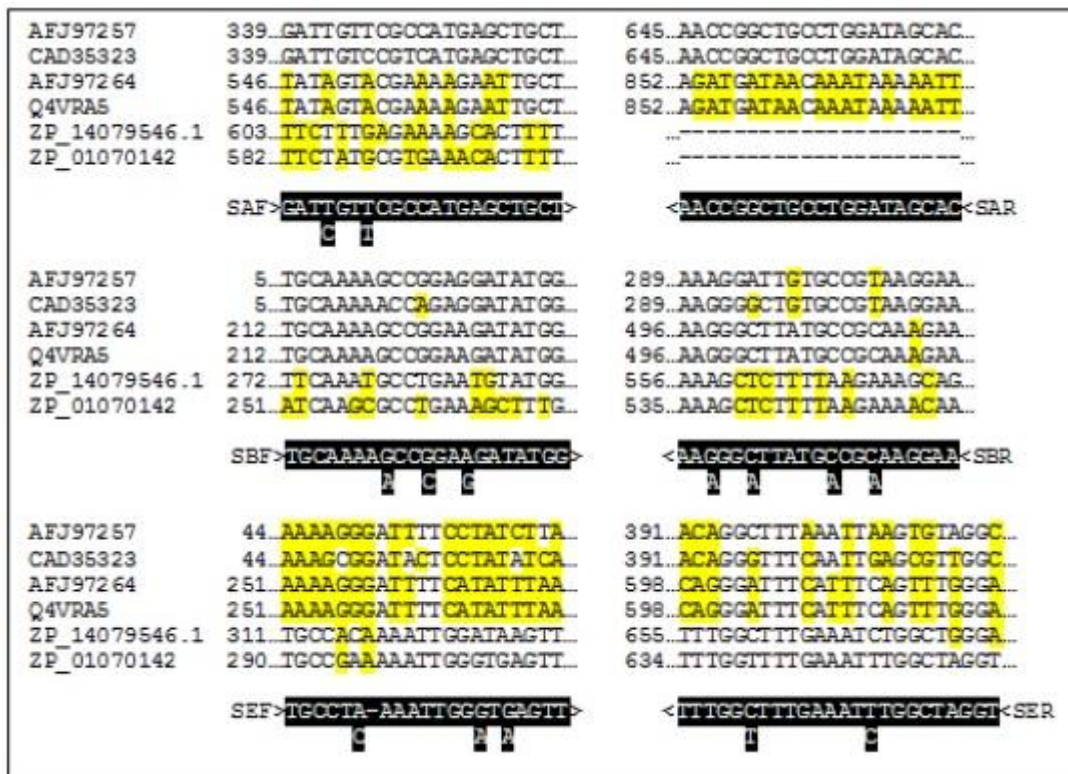 AFJ97257 339…GATTGTTCGCCATGAGCTGCT… 645…AACCGGCTGCCTGGATAGCAC…
CAD35323 339…GATTGTCCGTCATGAGCTGCT… 645…AACCGGCTGCCTGGATAGCAC…
AFJ97264 546…TATAGTACGAAAAGAATTGCT… 852…AGATGATAACAAATAAAAATT…
Q4VRA5 546…TATAGTACGAAAAGAATTGCT… 852…AGATGATAACAAATAAAAATT…
ZP_14079546.1 603…TTCTTTGAGAAAAGCACTTTT… …---------------------…
ZP_01070142 582…TTCTATGCGTGAAACACTTTT… …---------------------…
SAF>GATTGTTCGCCATGAGCTGCT> <AACCGGCTGCCTGGATAGCAC<SAR
C T
AFJ97257 5…TGCAAAAGCCGGAGGATATGG… 289…AAAGGATTGTGCCGTAAGGAA…
CAD35323 5…TGCAAAAACCAGAGGATATGG… 289…AAGGGGCTGTGCCGTAAGGAA…
AFJ97264 212…TGCAAAAGCCGGAAGATATGG… 496…AAGGGCTTATGCCGCAAAGAA…
Q4VRA5 212…TGCAAAAGCCGGAAGATATGG… 496…AAGGGCTTATGCCGCAAAGAA…
ZP_14079546.1 272…TTCAAATGCCTGAATGTATGG… 556…AAAGCTCTTTTAAGAAAGCAG…
ZP_01070142 251…ATCAAGCGCCTGAAAGCTTTG… 535…AAAGCTCTTTTAAGAAAACAA…
SBF>TGCAAAAGCCGGAAGATATGG> <AAGGGCTTATGCCGCAAGGAA<SBR
A C G A A A A
AFJ97257 44…AAAAGGGATTTTCCTATCTTA… 391…ACAGGCTTTAAATTAAGTGTAGGC…
CAD35323 44…AAAGCGGATACTCCTATATCA… 391…ACAGGGTTTCAATTGAGCGTTGGC…
AFJ97264 251…AAAAGGGATTTTCATATTTAA… 598…CAGGGATTTCATTTCAGTTTGGGA…
Q4VRA5 251…AAAAGGGATTTTCATATTTAA… 598…CAGGGATTTCATTTCAGTTTGGGA…
ZP_14079546.1 311…TGCCACAAAATTGGATAAGTT… 655…TTTGGCTTTGAAATCTGGCTGGGA…
ZP_01070142 290…TGCCGAAAAATTGGGTGAGTT… 634…TTTGGTTTTGAAATTTGGCTAGGT…
SEF>TGCCTA-AAATTGGGTGAGTT> <TTTGGCTTTGAAATTTGGCTAGGT<SER
C A A T C